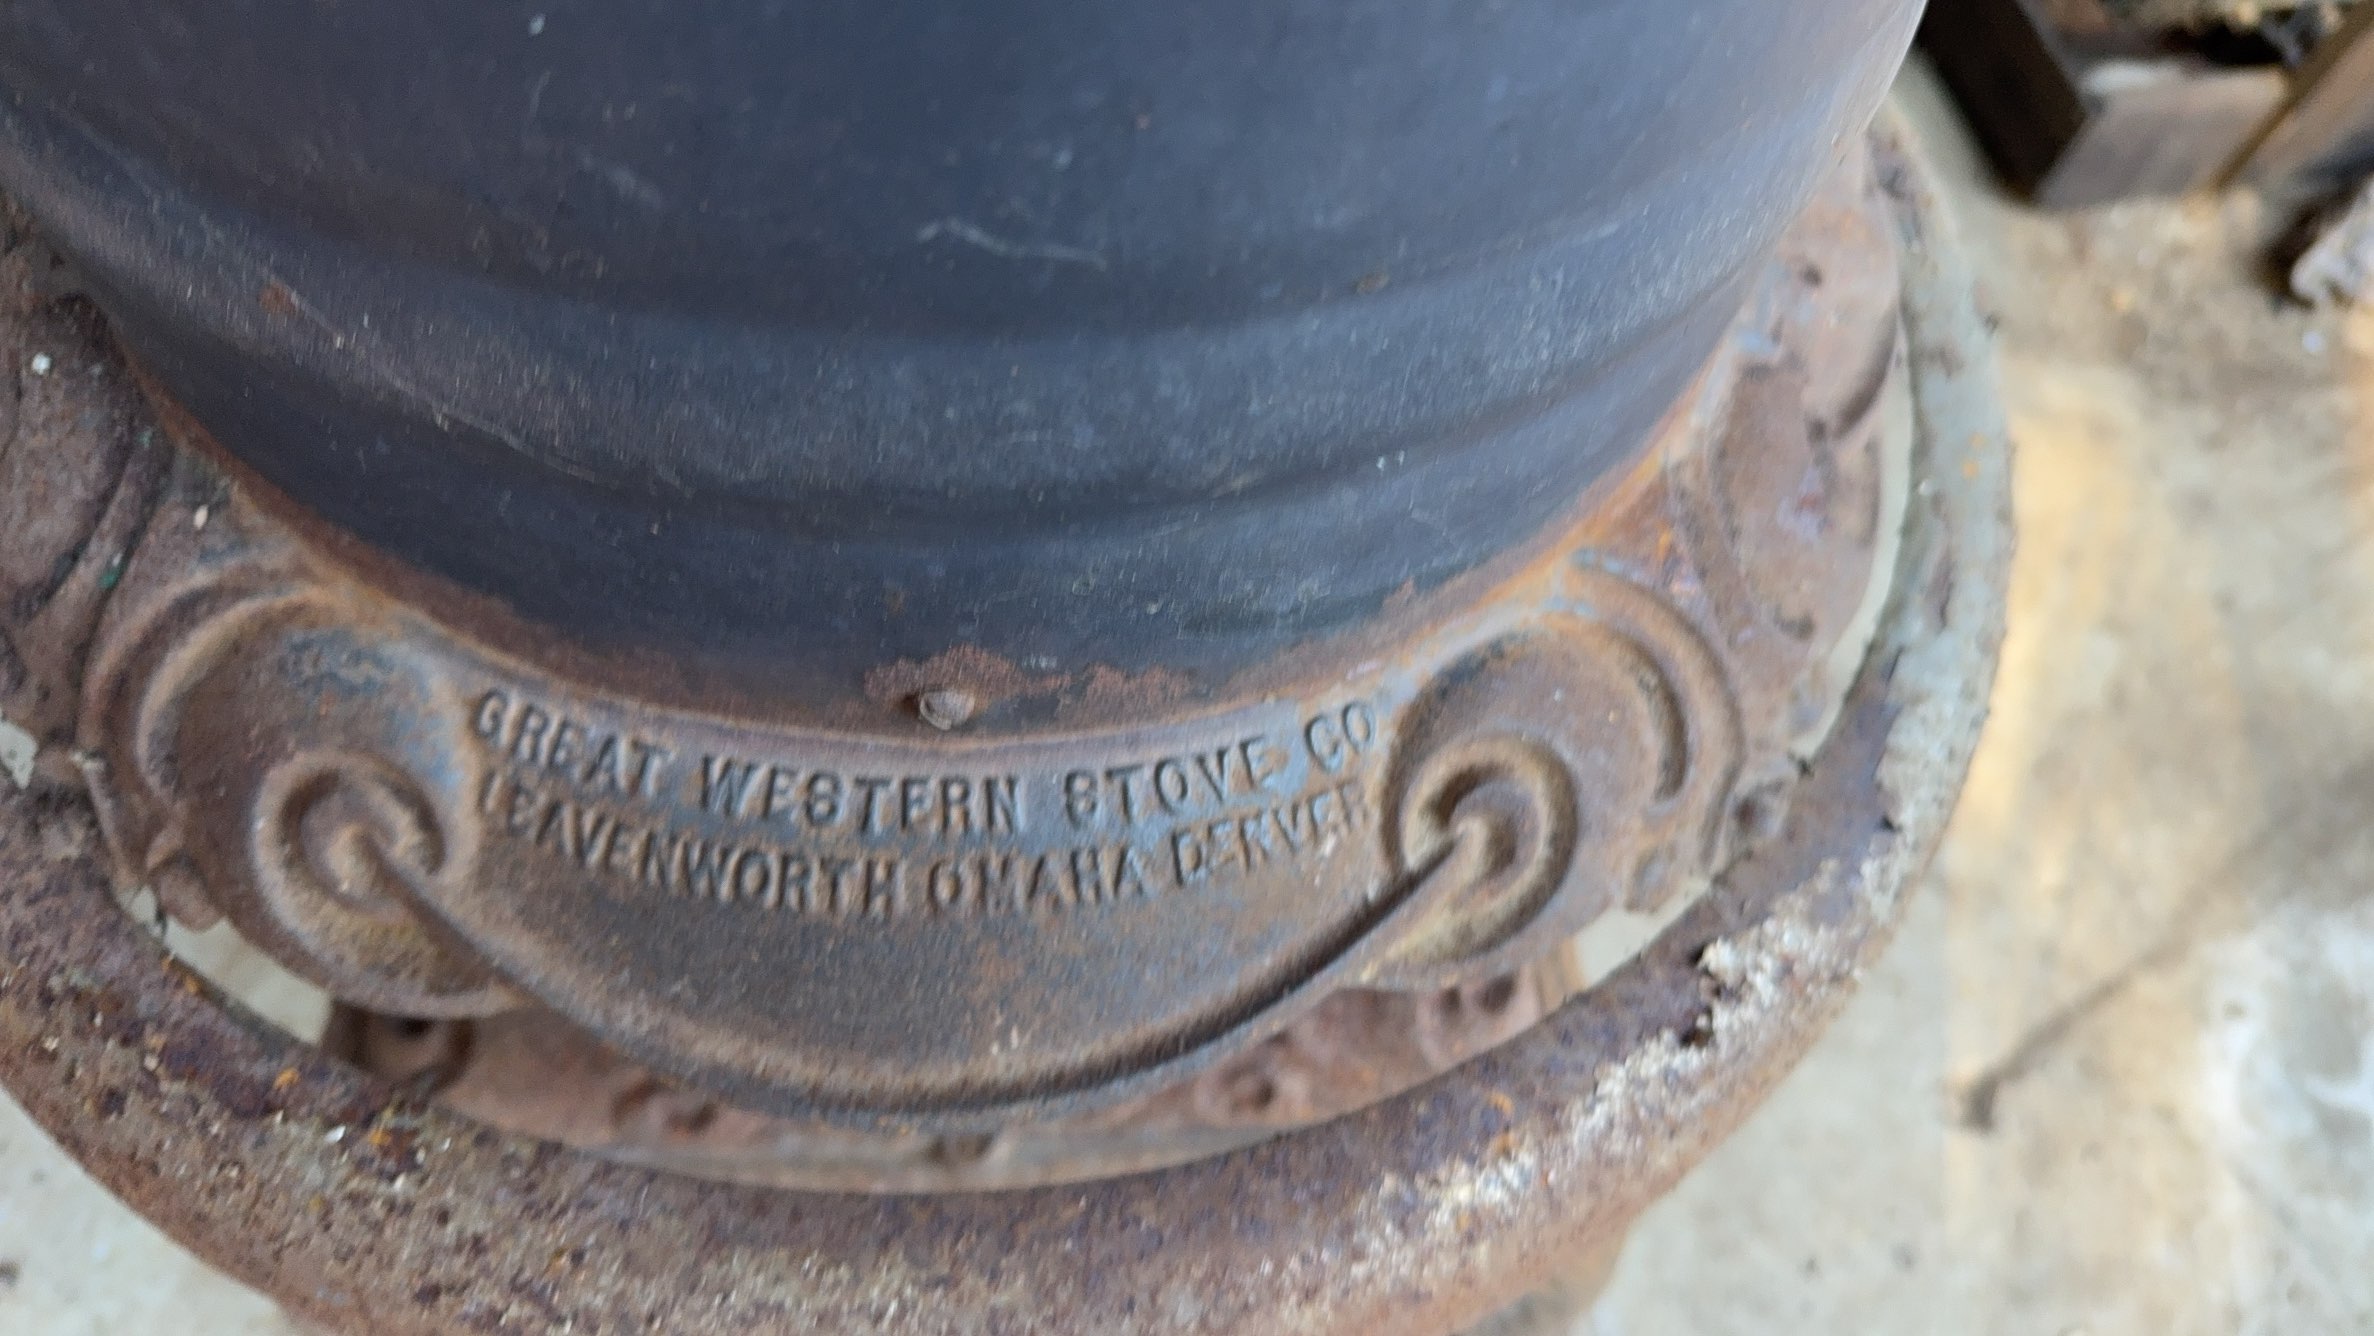 GREAT WESTERN STOVE CO
LEAVENWORTH OMAHA DENVER